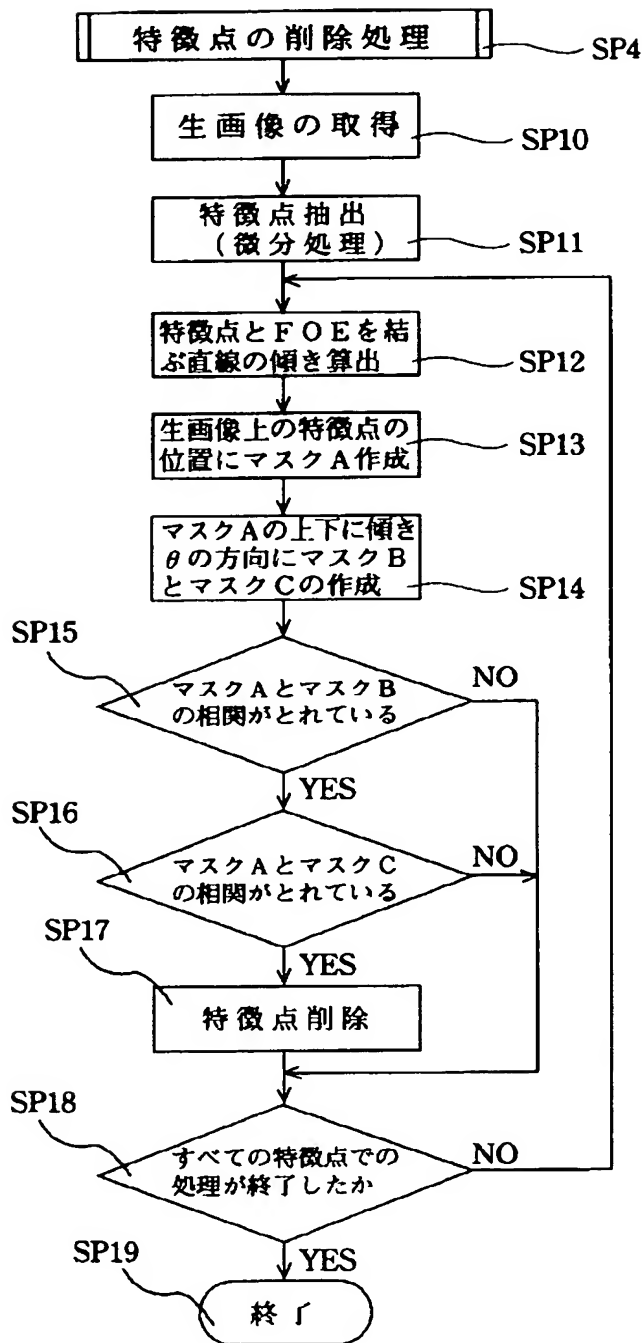 特徴点の削除処理
SP4
生画像の取得
SP10
特徴点抽出
(微分処理)
SP11
特徴点とFOEを結
ぶ直線の傾き算出
SP12
生画像上の特徴点の
位置にマスクA作成
SP13
マスクAの上下に傾き
θの方向にマスクB
とマスクCの作成
SP14
SP15
マスクAとマスクB
の相関がとれている
NO
YES
SP16
マスクAとマスクC
の相関がとれている
NO
YES
SP17
特徴点削除
SP18
すべての特徴点での
処理が終了したか
NO
YES
SP19
終了